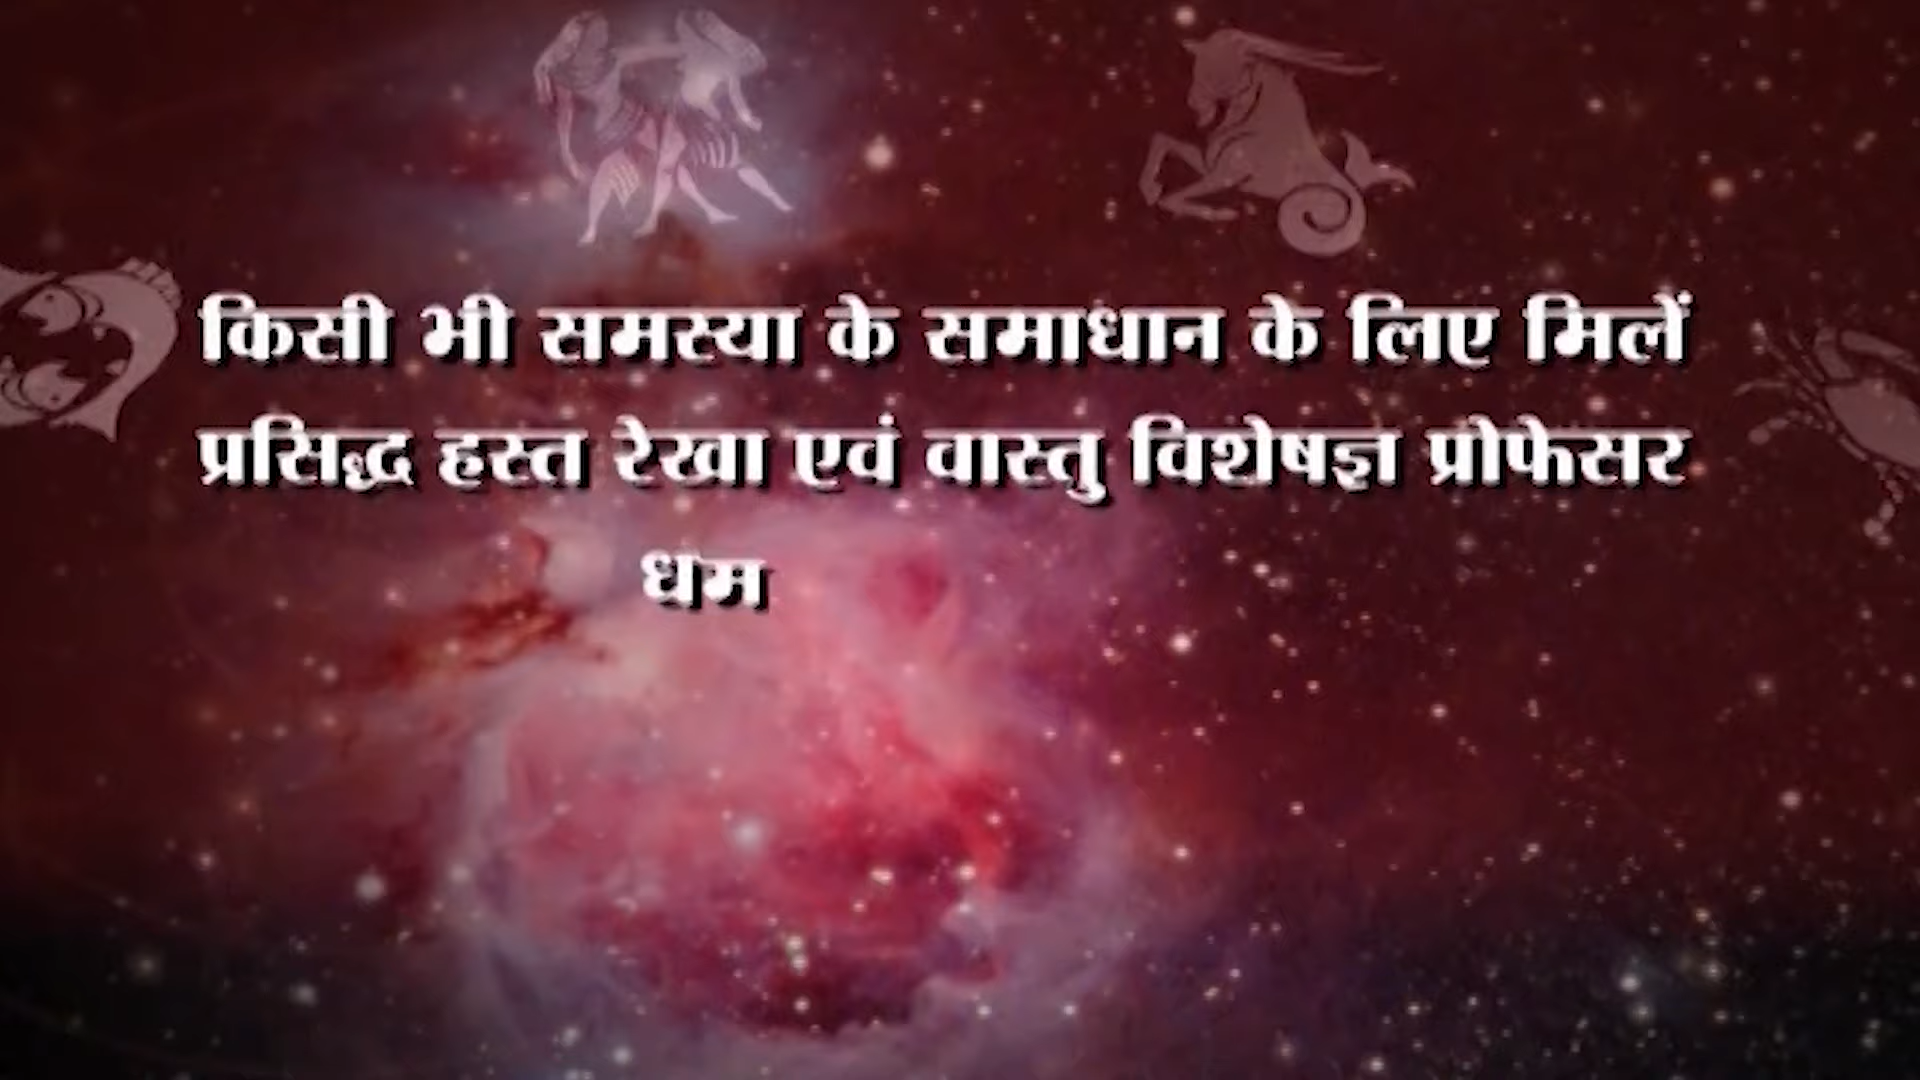 किसी भी समस्या के समाधान के लिए मिलें
प्रसिद्ध हस्त रेखा एवं वास्तु विशेषज्ञ प्रोफेसर
धम